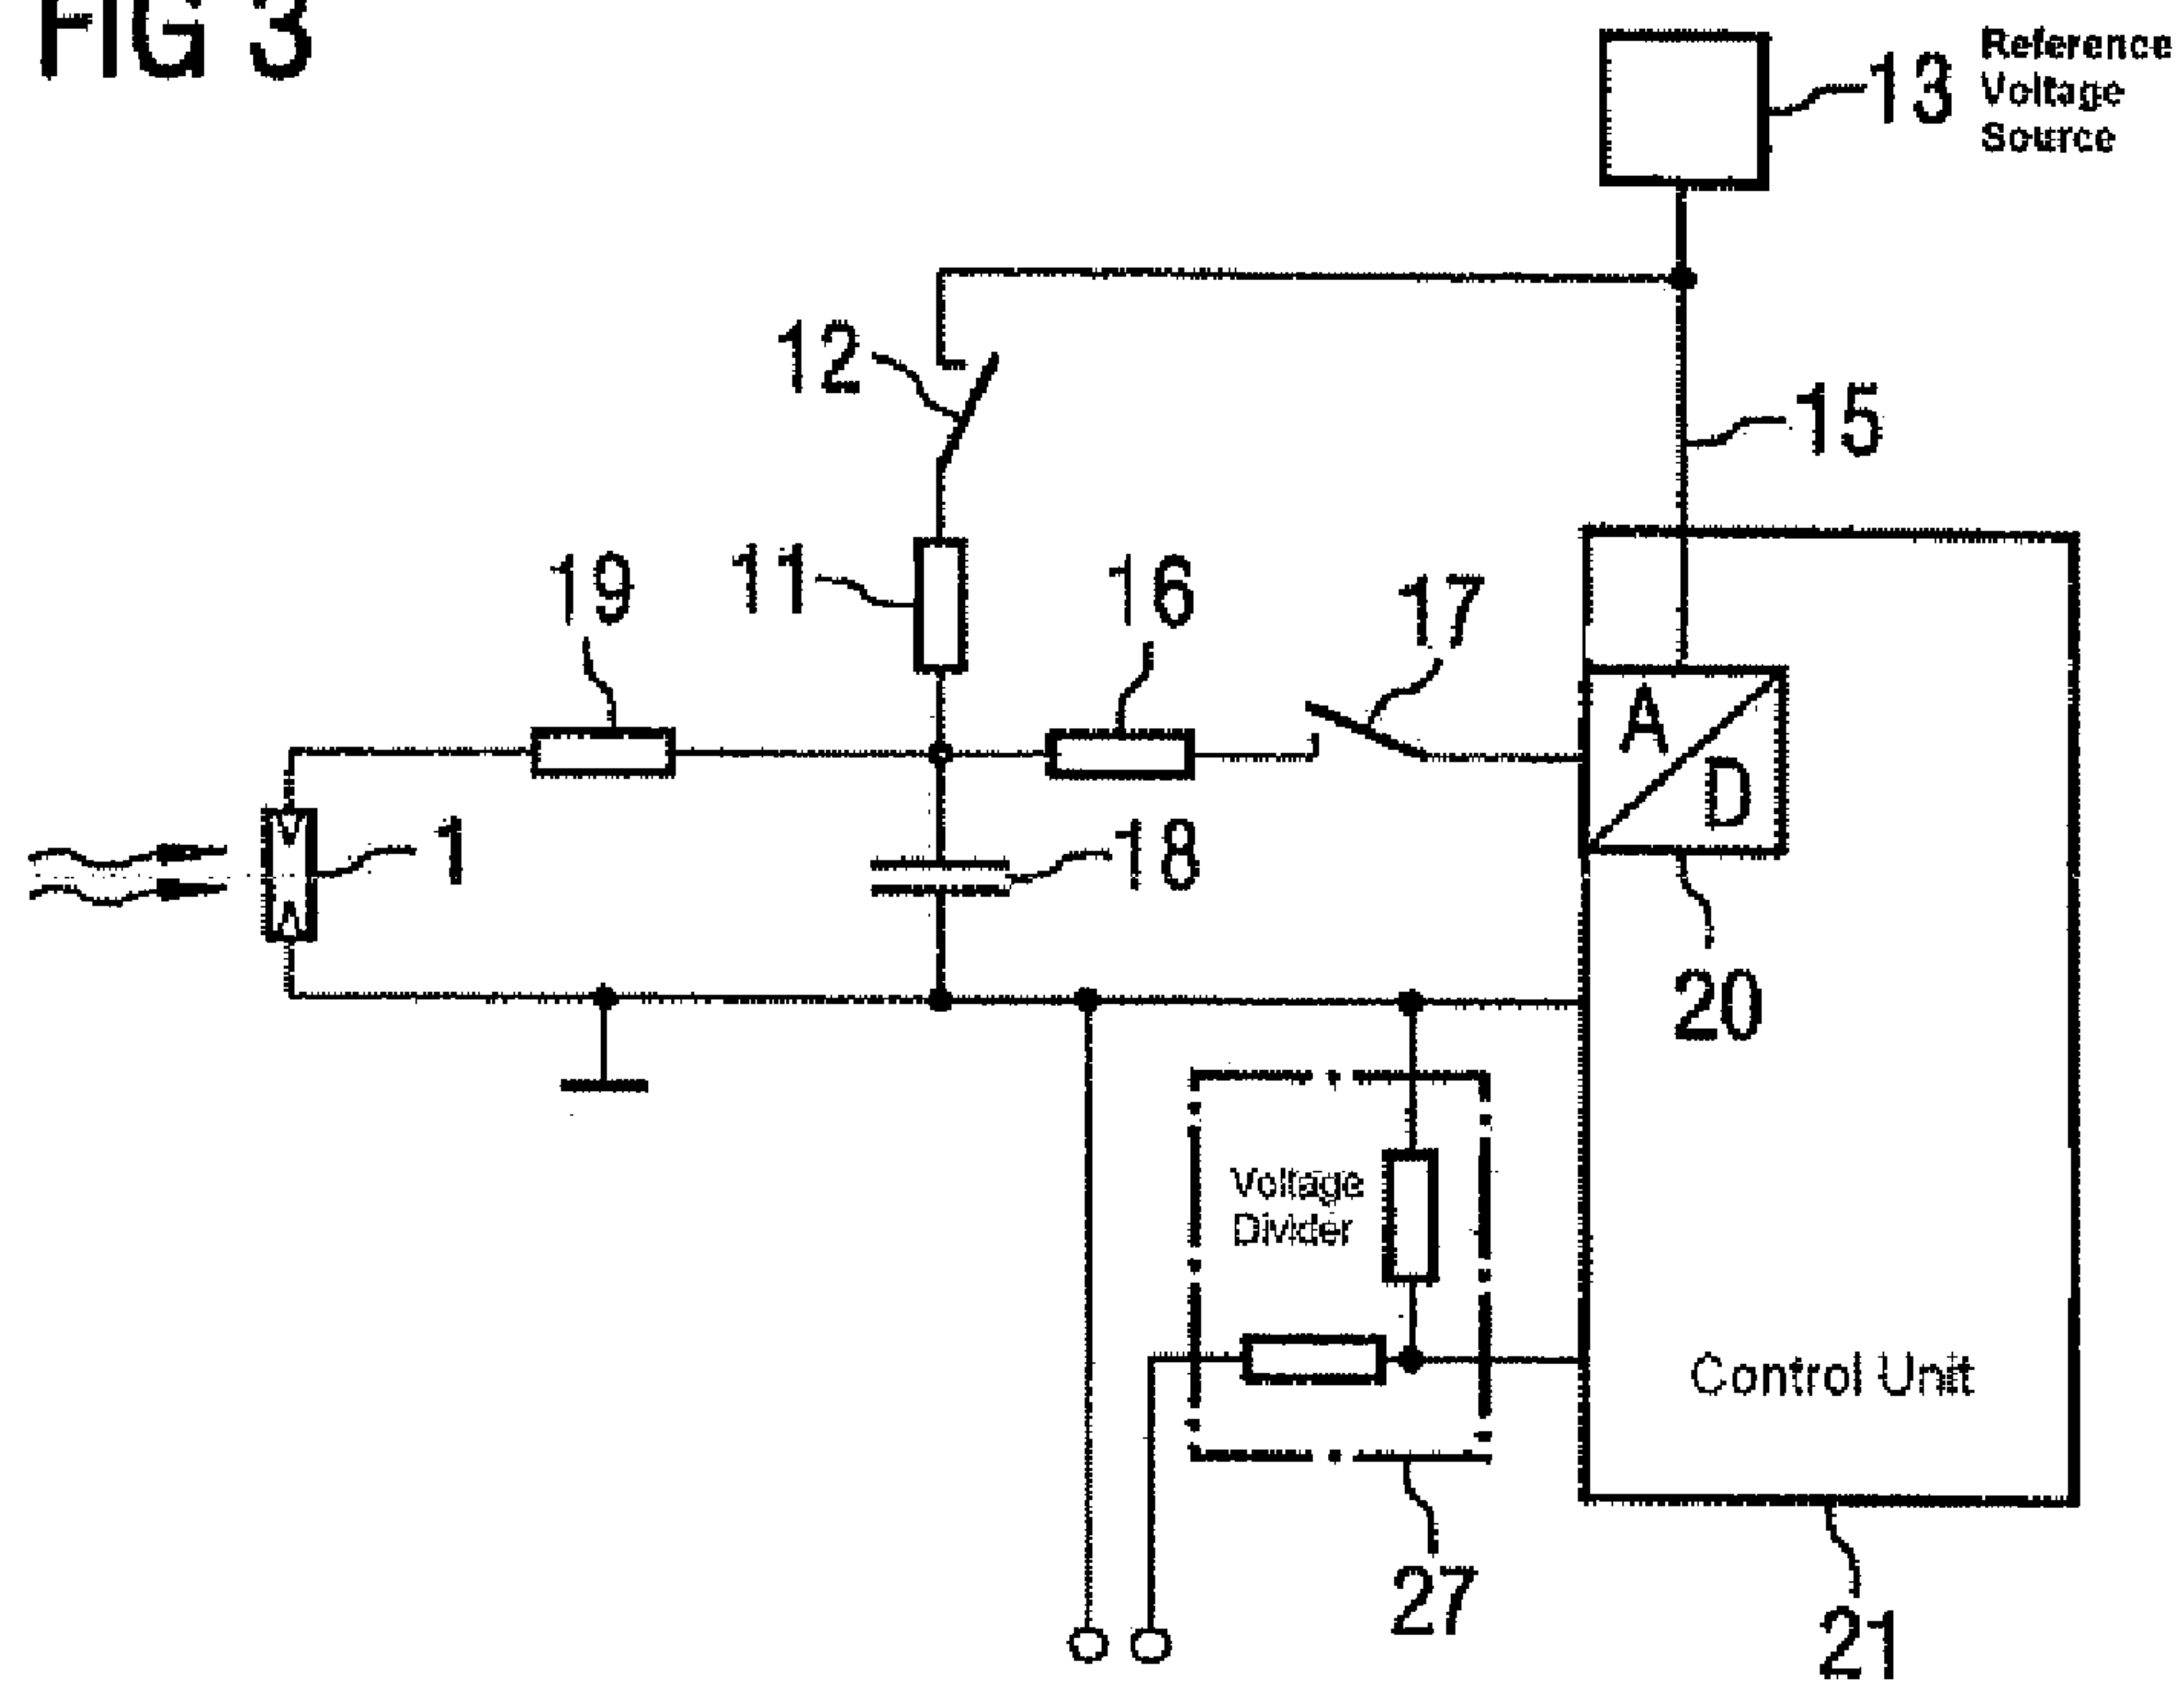 FIG 3
13
Reference
Voltage
Source
12
15
19
11
16
17
A
D
1
18
20
Voltage
Divider
Control Unit
27
21